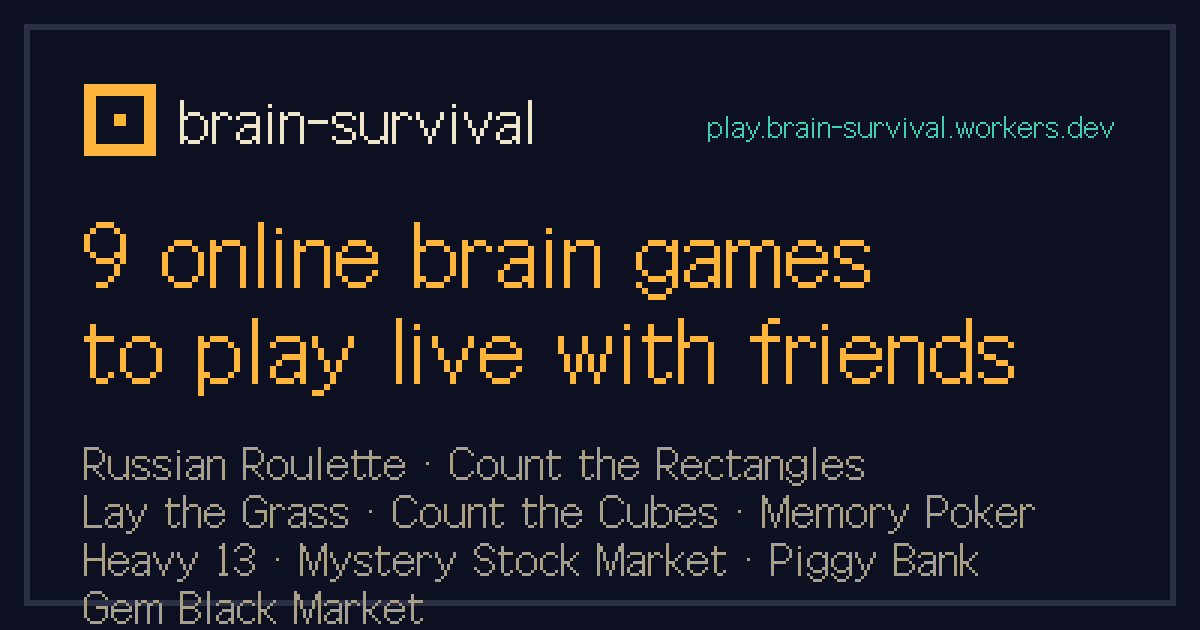 brain-survival
play.brain-survival.workers.dev
9 online brain games
to play live with friends
Russian Roulette · Count the Rectangles
Lay the Grass · Count the Cubes · Memory Poker
Heavy 13 · Mystery Stock Market · Piggy Bank
Gem Black Market